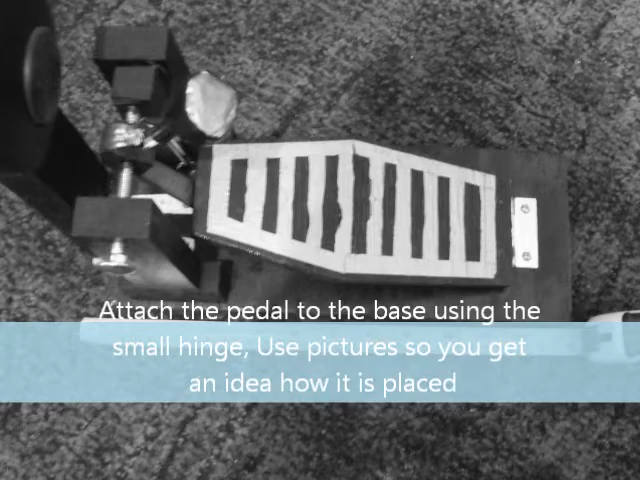 Attach the pedal to the base using the
small hinge, Use pictures so you get
an idea how it is placed